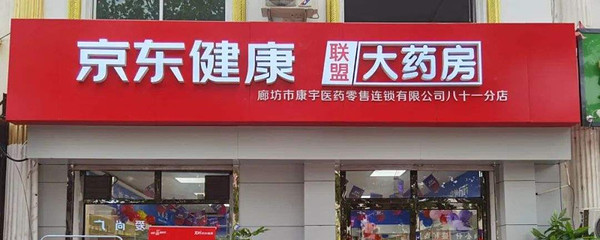 京东健康 联盟 大药房
廊坊市康宇医药零售连锁有限公司八十一分店